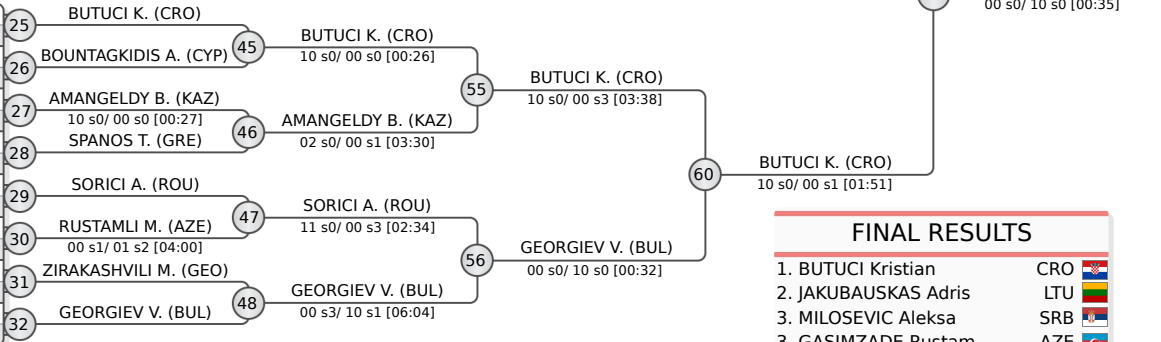 00 s0/ 10 s0 [00:35]
25
BUTUCI K. (CRO)
26
BOUNTAGKIDIS A. (CYP)
45
BUTUCI K. (CRO)
10 s0/ 00 s0 [00:26]
27
AMANGELDY B. (KAZ)
10 s0/ 00 s0 [00:27]
28
SPANOS T. (GRE)
46
AMANGELDY B. (KAZ)
02 s0/ 00 s1 [03:30]
55
BUTUCI K. (CRO)
10 s0/ 00 s3 [03:38]
29
SORICI A. (ROU)
30
RUSTAMLI M. (AZE)
00 s1/ 01 s2 [04:00]
47
SORICI A. (ROU)
11 s0/ 00 s3 [02:34]
31
ZIRAKASHVILI M. (GEO)
32
GEORGIEV V. (BUL)
48
GEORGIEV V. (BUL)
00 s3/ 10 s1 [06:04]
56
GEORGIEV V. (BUL)
00 s0/ 10 s0 [00:32]
60
BUTUCI K. (CRO)
10 s0/ 00 s1 [01:51]
FINAL RESULTS
1. BUTUCI Kristian CRO
2. JAKUBAUSKAS Adris LTU
3. MILOSEVIC Aleksa SRB
3. GASIMZADE Rustam AZE